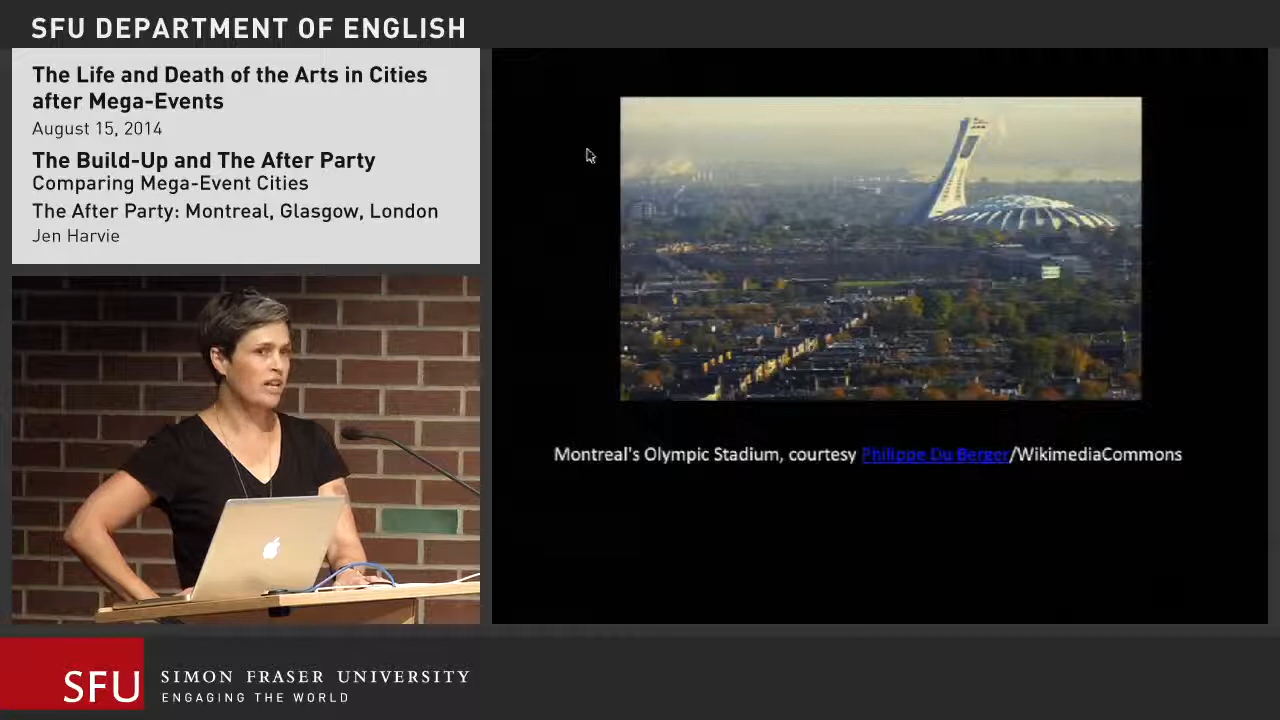 SFU DEPARTMENT OF ENGLISH
The Life and Death of the Arts in Cities
after Mega-Events
August 15, 2014
The Build-Up and The After Party
Comparing Mega-Event Cities
The After Party: Montreal, Glasgow, London
Jen Harvie
Montreal's Olympic Stadium, courtesy Philippe Du Berger/WikimediaCommons
SFU
SIMON FRASER UNIVERSITY
ENGAGING THE WORLD